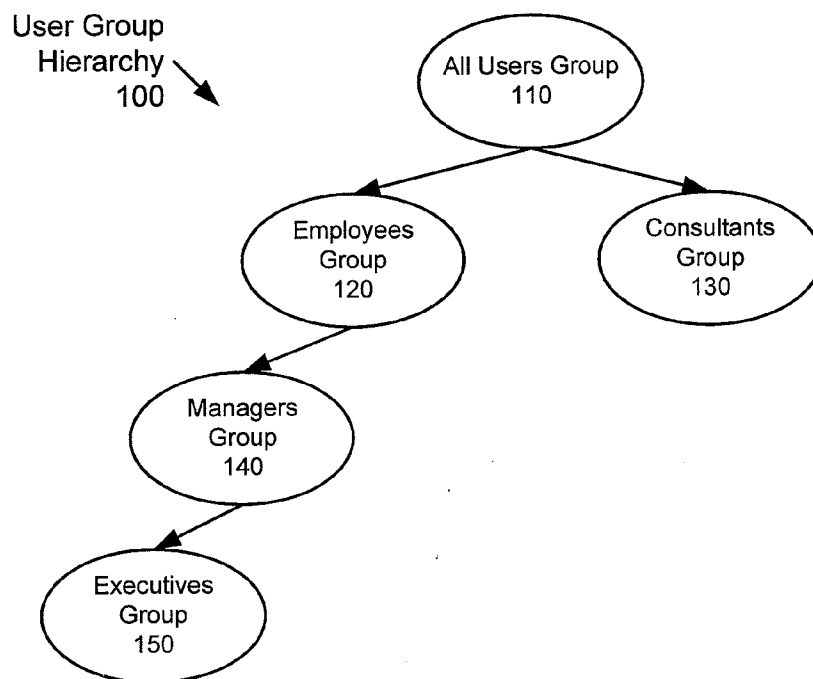 User Group
Hierarchy
100
All Users Group
110
Employees
Group
120
Consultants
Group
130
Managers
Group
140
Executives
Group
150